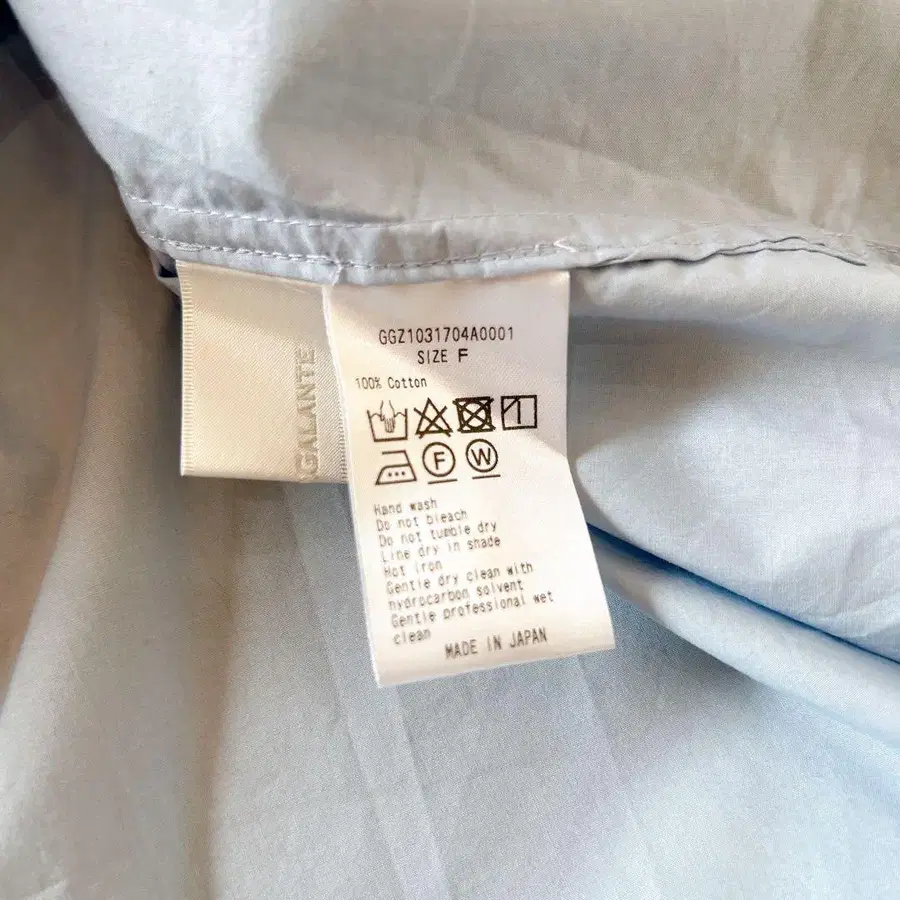 GGZ1031704A0001
SIZE F
100% Cotton
F W
Hand wash
Do not bleach
Do not tumble dry
Line dry in shade
Hot iron
Gentle dry clean with
hydrocarbon solvent
Gentle professional wet
clean
MADE IN JAPAN
GALANTE